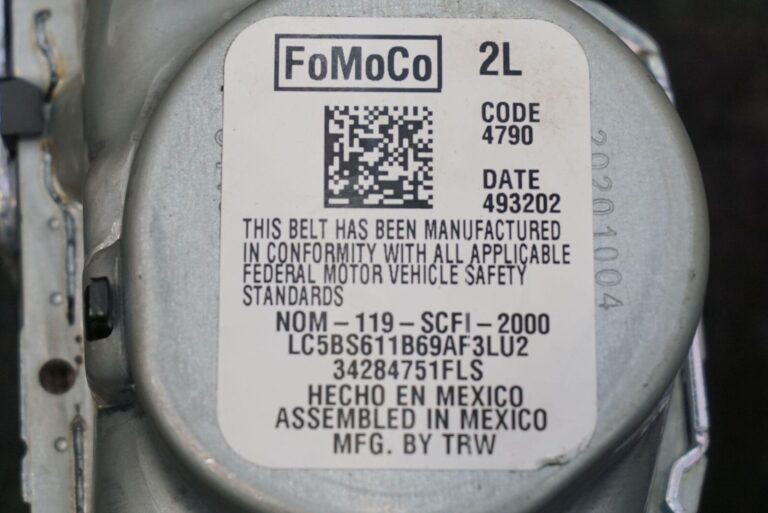 FoMoCo 2L
CODE
4790
DATE
493202
THIS BELT HAS BEEN MANUFACTURED
IN CONFORMITY WITH ALL APPLICABLE
FEDERAL MOTOR VEHICLE SAFETY
STANDARDS
NOM-119-SCFI-2000
LC5BS611B69AF3LU2
34284751FLS
HECHO EN MEXICO
ASSEMBLED IN MEXICO
MFG. BY TRW
20201004